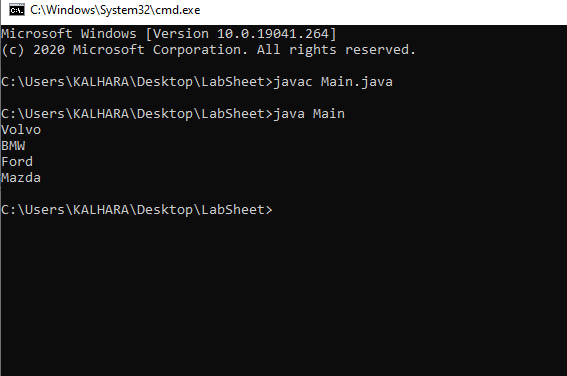 C:\Windows\System32\cmd.exe
Microsoft Windows [Version 10.0.19041.264]
(c) 2020 Microsoft Corporation. All rights reserved.
C:\Users\KALHARA\Desktop\LabSheet>javac Main.java
C:\Users\KALHARA\Desktop\LabSheet>java Main
Volvo
BMW
Ford
Mazda
C:\Users\KALHARA\Desktop\LabSheet>